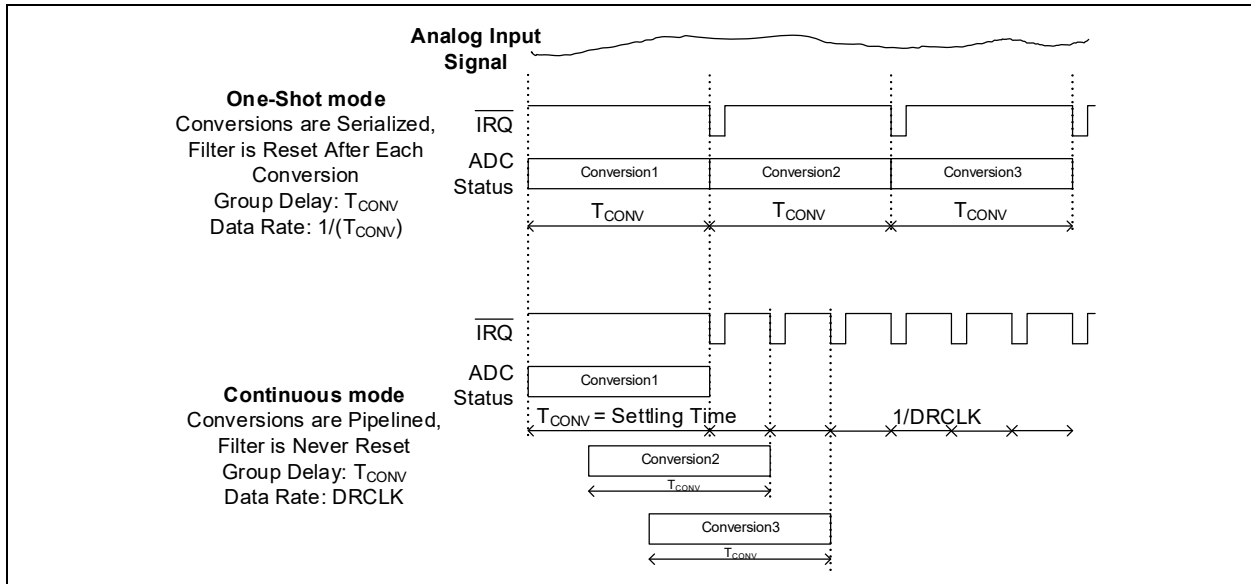 Analog Input
Signal
One-Shot mode
Conversions are Serialized,
Filter is Reset After Each
Conversion
Group Delay: TCONV
Data Rate: 1/(TCONV)
IRQ
ADC
Status
Conversion1
Conversion2
Conversion3
TCONV
TCONV
TCONV
Continuous mode
Conversions are Pipelined,
Filter is Never Reset
Group Delay: TCONV
Data Rate: DRCLK
IRQ
ADC
Status
Conversion1
TCONV = Settling Time
1/DRCLK
Conversion2
TCONV
Conversion3
TCONV